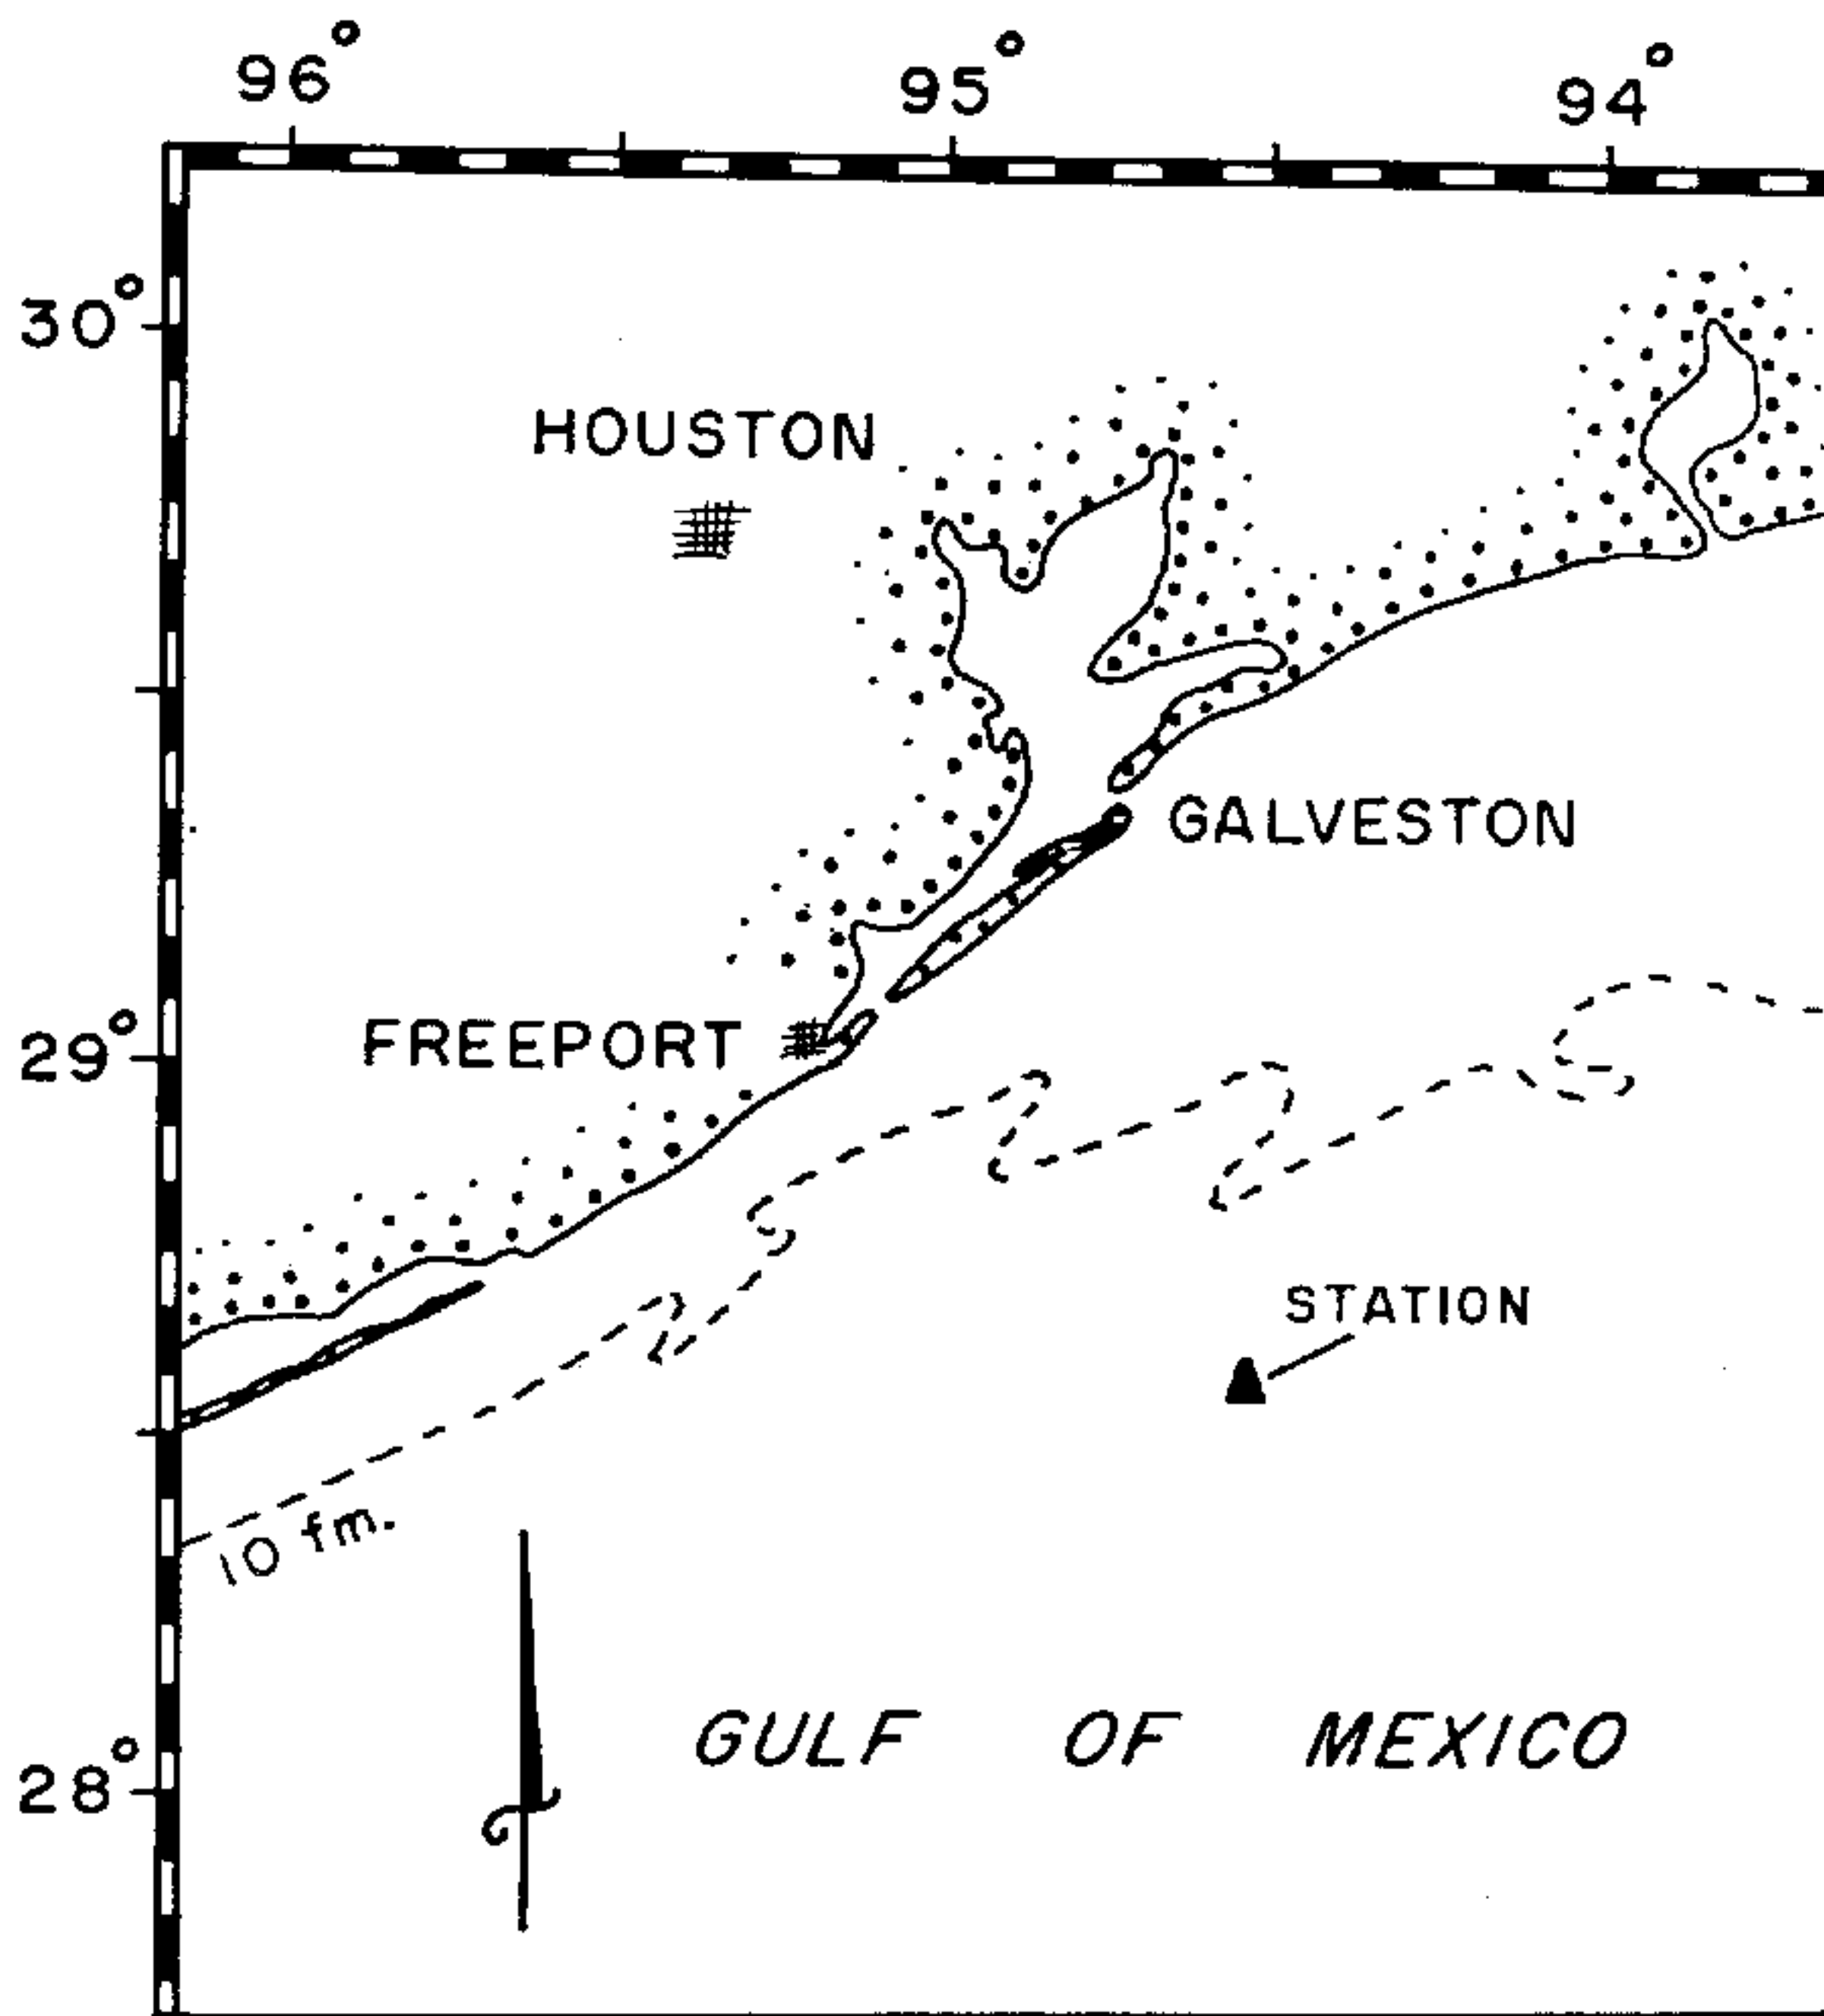 96° 95° 94°
30°
HOUSTON
GALVESTON
29°
FREEPORT
STATION
10 fm.
GULF OF MEXICO
28°